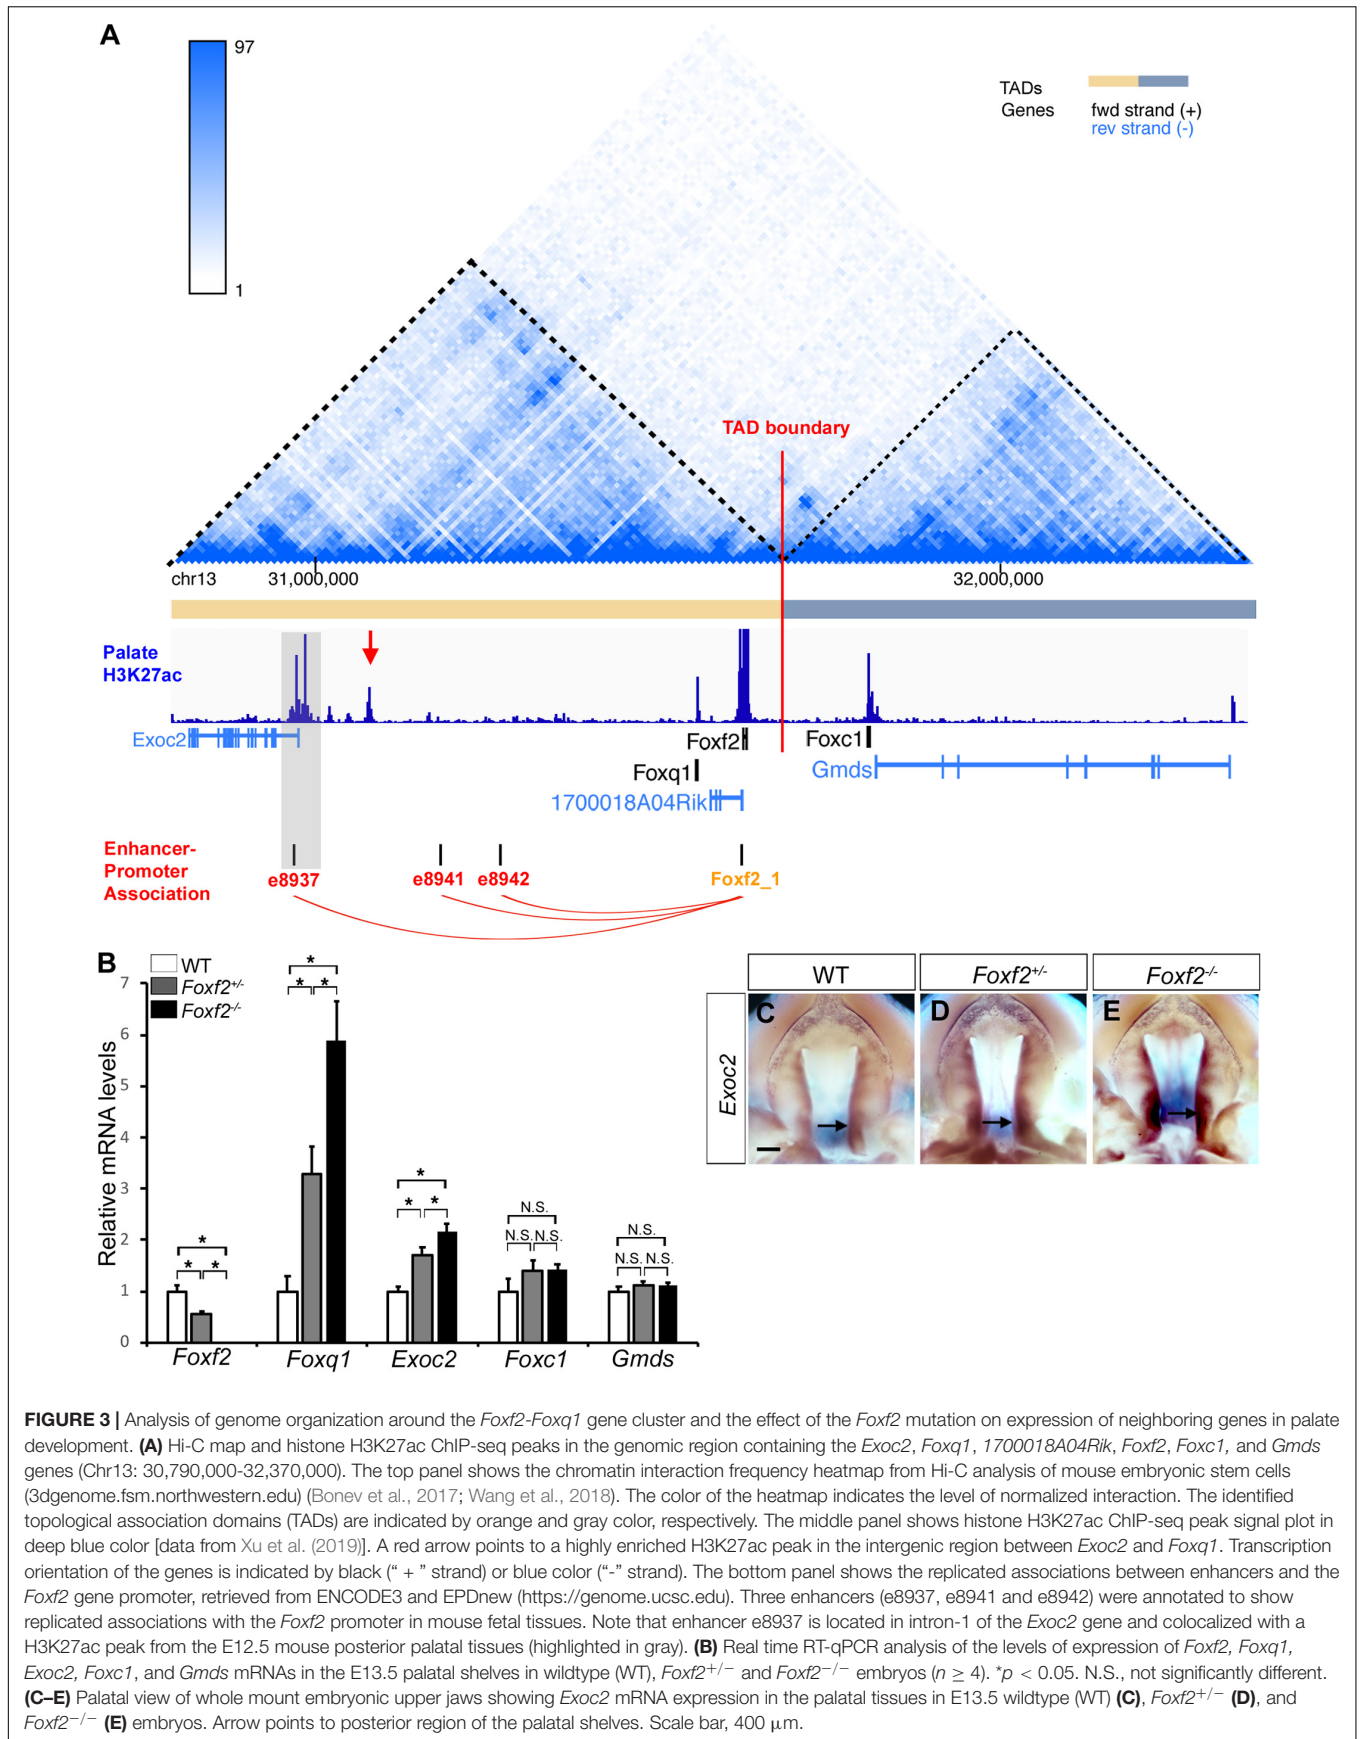 A
97
1
TADs
Genes
fwd strand (+)
rev strand (-)
TAD boundary
chr13
31,000,000
32,000,000
Palate
H3K27ac
Exoc2
Foxf2
Foxc1
Foxq1
Gmds
1700018A04Rik
Enhancer-
Promoter
Association
e8937
e8941
e8942
Foxf2_1
B
WT
Foxf2+/-
Foxf2-/-
Relative mRNA levels
7
6
5
4
3
2
1
0
*
* *
*
* *
*
* *
N.S.
N.S. N.S.
N.S.
N.S. N.S.
Foxf2 Foxq1 Exoc2 Foxc1 Gmds
WT Foxf2+/- Foxf2-/-
Exoc2
C D E
FIGURE 3 | Analysis of genome organization around the Foxf2-Foxq1 gene cluster and the effect of the Foxf2 mutation on expression of neighboring genes in palate
development. (A) Hi-C map and histone H3K27ac ChIP-seq peaks in the genomic region containing the Exoc2, Foxq1, 1700018A04Rik, Foxf2, Foxc1, and Gmds
genes (Chr13: 30,790,000-32,370,000). The top panel shows the chromatin interaction frequency heatmap from Hi-C analysis of mouse embryonic stem cells
(3dgenome.fsm.northwestern.edu) (Bonev et al., 2017; Wang et al., 2018). The color of the heatmap indicates the level of normalized interaction. The identified
topological association domains (TADs) are indicated by orange and gray color, respectively. The middle panel shows histone H3K27ac ChIP-seq peak signal plot in
deep blue color [data from Xu et al. (2019)]. A red arrow points to a highly enriched H3K27ac peak in the intergenic region between Exoc2 and Foxq1. Transcription
orientation of the genes is indicated by black (“ + ” strand) or blue color (“-” strand). The bottom panel shows the replicated associations between enhancers and the
Foxf2 gene promoter, retrieved from ENCODE3 and EPDnew (https://genome.ucsc.edu). Three enhancers (e8937, e8941 and e8942) were annotated to show
replicated associations with the Foxf2 promoter in mouse fetal tissues. Note that enhancer e8937 is located in intron-1 of the Exoc2 gene and colocalized with a
H3K27ac peak from the E12.5 mouse posterior palatal tissues (highlighted in gray). (B) Real time RT-qPCR analysis of the levels of expression of Foxf2, Foxq1,
Exoc2, Foxc1, and Gmds mRNAs in the E13.5 palatal shelves in wildtype (WT), Foxf2+/− and Foxf2−/− embryos (n ≥ 4). *p < 0.05. N.S., not significantly different.
(C–E) Palatal view of whole mount embryonic upper jaws showing Exoc2 mRNA expression in the palatal tissues in E13.5 wildtype (WT) (C), Foxf2+/− (D), and
Foxf2−/− (E) embryos. Arrow points to posterior region of the palatal shelves. Scale bar, 400 μm.